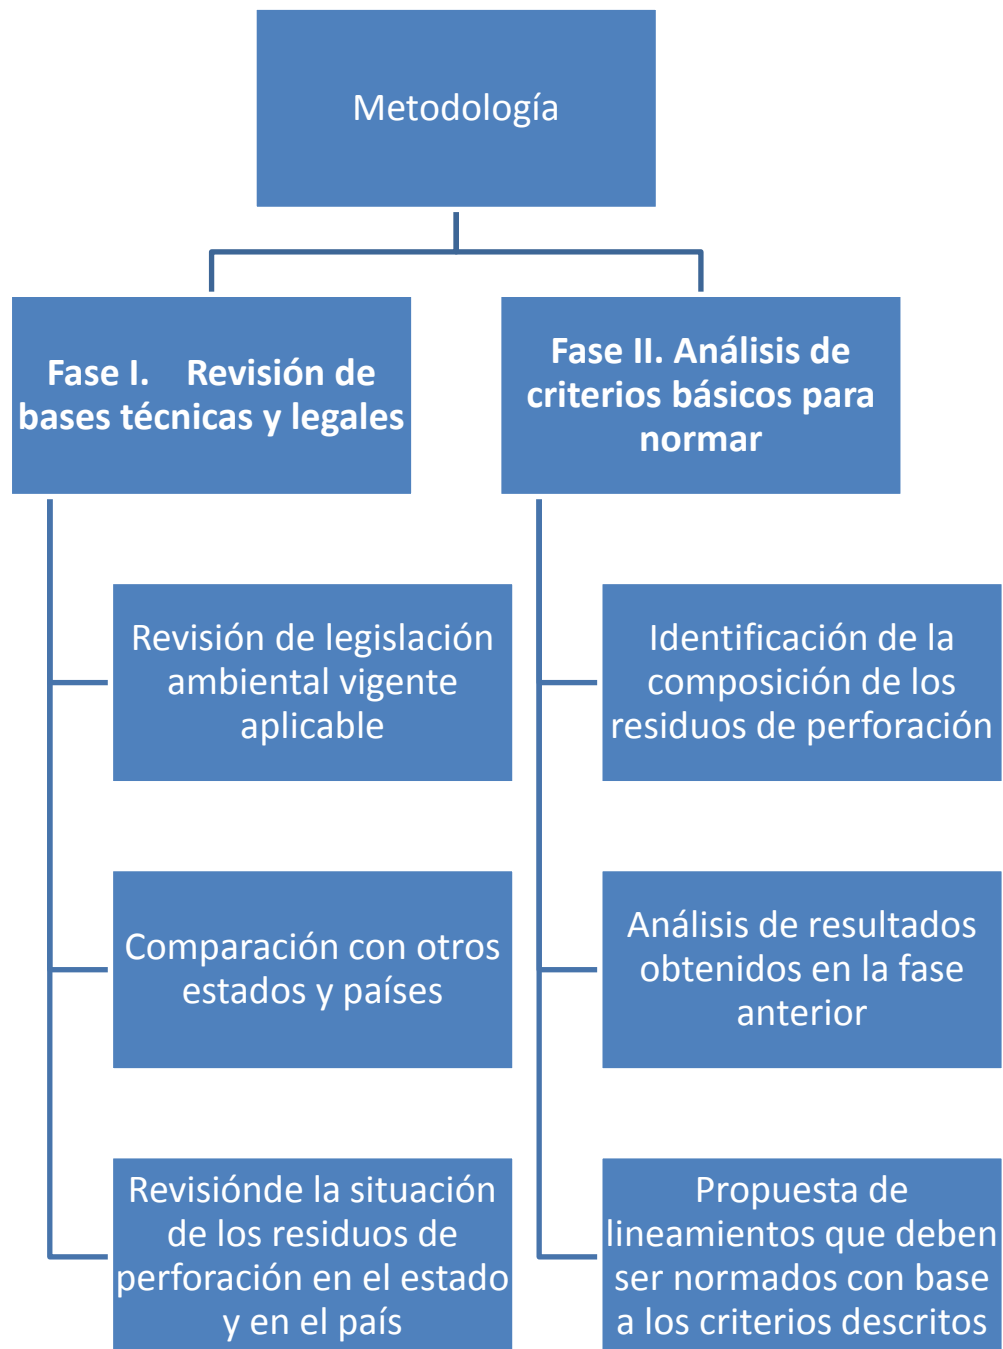 Metodología
Fase I. Revisión de
bases técnicas y legales
Revisión de legislación
ambiental vigente
aplicable
Comparación con otros
estados y países
Revisiónde la situación
de los residuos de
perforación en el estado
y en el país
Fase II. Análisis de
criterios básicos para
normar
Identificación de la
composición de los
residuos de perforación
Análisis de resultados
obtenidos en la fase
anterior
Propuesta de
lineamientos que deben
ser normados con base
a los criterios descritos